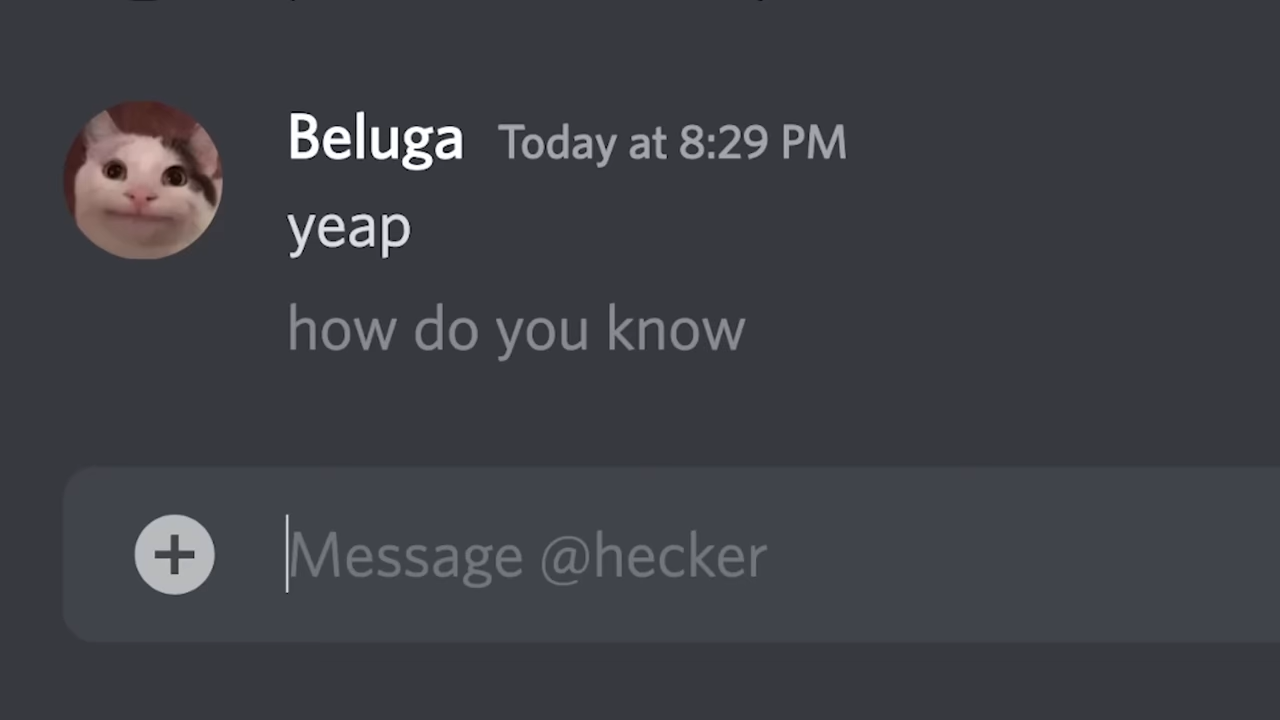 Beluga Today at 8:29 PM
yeap
how do you know
Message @hecker